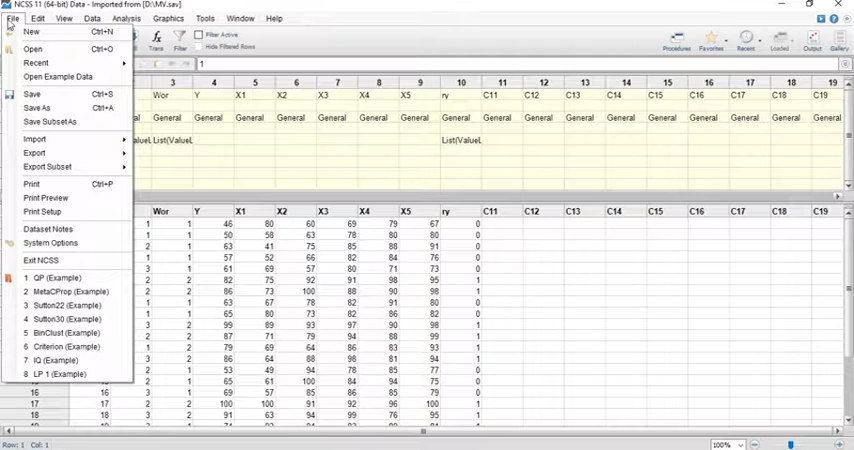 NCSS 11 (64-bit) Data - Imported from [D:\MV.sav]
File Edit View Data Analysis Graphics Tools Window Help
New Ctrl+N
Open Ctrl+O
Recent
Open Example Data
Save Ctrl+S
Save As Ctrl+A
Save Subset As
Import
Export
Export Subset
Print Ctrl+P
Print Preview
Print Setup
Dataset Notes
System Options
Exit NCSS
1 QP (Example)
2 MetaCProp (Example)
3 Sutton22 (Example)
4 Sutton30 (Example)
5 BinClust (Example)
6 Criterion (Example)
7 IQ (Example)
8 LP 1 (Example)
Trans Filter Filter Active
Hide Filtered Rows
Procedures Favorites Recent Loaded Output Gallery
1
3 4 5 6 7 8 9 10 11 12 13 14 15 16 17 18 19
Wor Y X1 X2 X3 X4 X5 ry C11 C12 C13 C14 C15 C16 C17 C18 C19
General General General General General General General General General General General General General General General General
List(ValueL List(ValueL
Wor Y X1 X2 X3 X4 X5 ry C11 C12 C13 C14 C15 C16 C17 C18 C19
1 1 46 80 60 69 79 67 0
1 1 50 58 63 78 80 80 0
2 1 63 41 75 85 88 91 0
1 1 57 52 66 82 84 76 0
3 1 61 69 57 80 71 73 0
2 2 82 75 92 91 98 95 1
2 2 86 73 100 88 90 98 1
1 1 63 67 78 82 91 80 0
1 1 65 80 73 82 84 82 0
3 2 99 89 93 97 86 88 1
2 2 87 71 79 94 88 99 1
1 2 79 69 64 86 83 93 1
3 2 86 64 88 98 81 94 1
1 1 53 49 94 78 85 77 0
15 2 2 65 61 100 84 94 95 0
16 3 1 69 57 85 86 85 79 0
17 2 2 100 100 91 92 96 100 1
18 3 2 91 63 94 99 76 95 1
Row: 1 Col: 1
100%